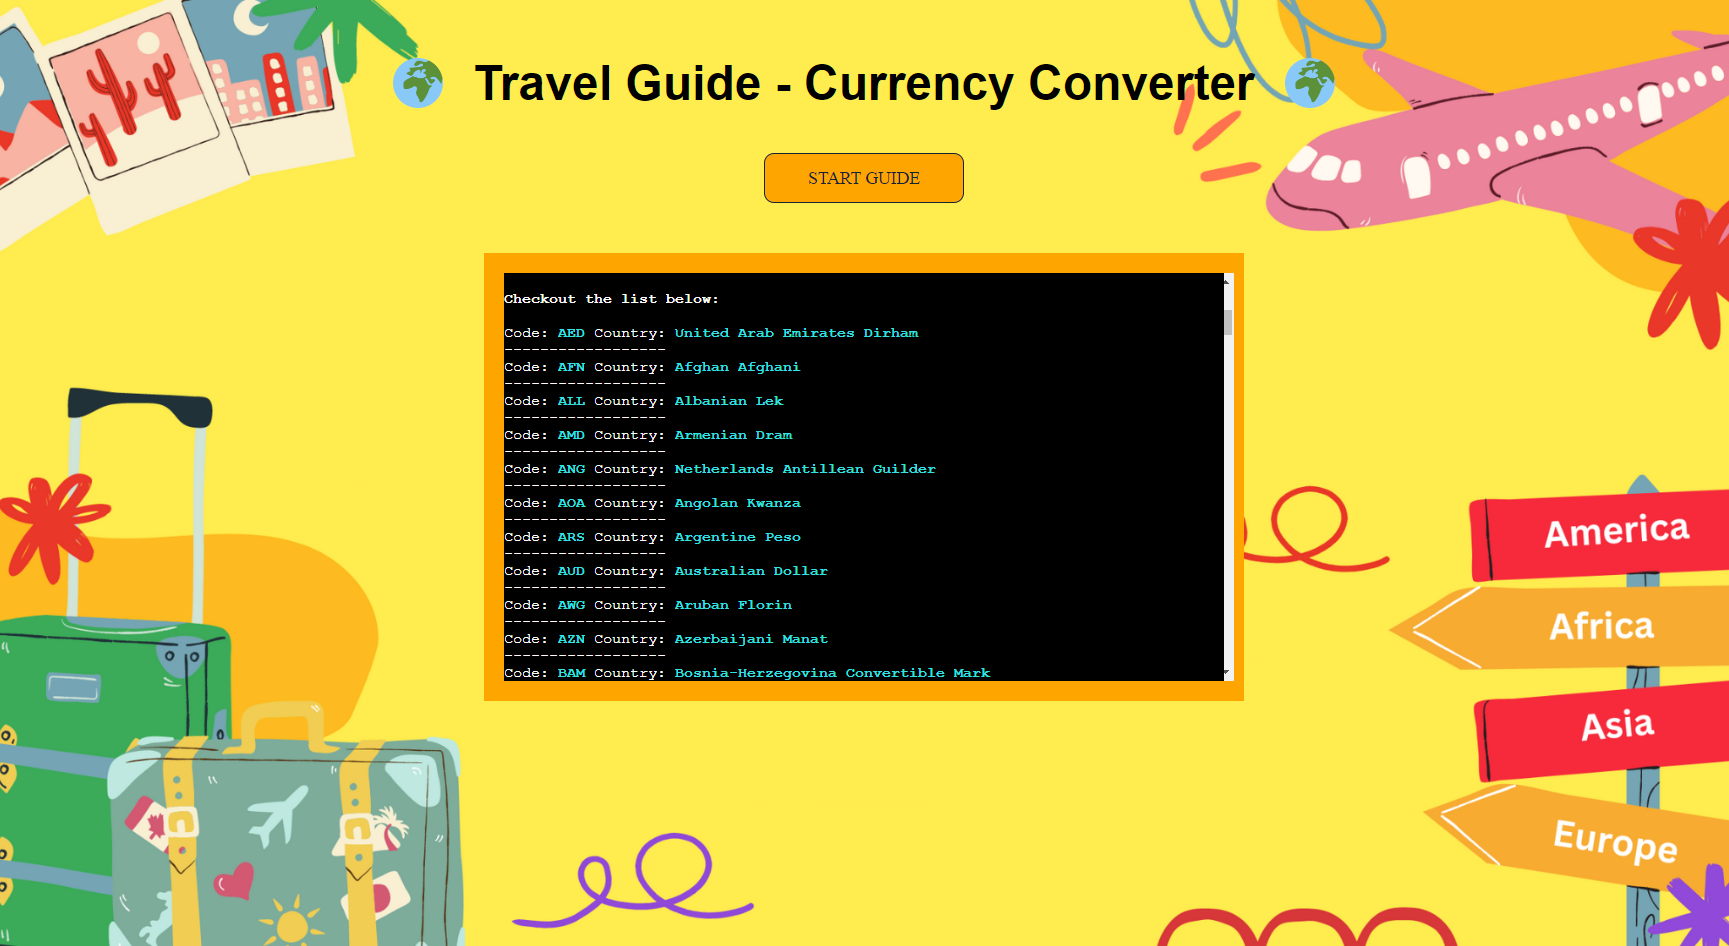 Travel Guide - Currency Converter
START GUIDE
Checkout the list below:
Code: AED Country: United Arab Emirates Dirham
------------------
Code: AFN Country: Afghan Afghani
------------------
Code: ALL Country: Albanian Lek
------------------
Code: AMD Country: Armenian Dram
------------------
Code: ANG Country: Netherlands Antillean Guilder
------------------
Code: AOA Country: Angolan Kwanza
------------------
Code: ARS Country: Argentine Peso
------------------
Code: AUD Country: Australian Dollar
------------------
Code: AWG Country: Aruban Florin
------------------
Code: AZN Country: Azerbaijani Manat
------------------
Code: BAM Country: Bosnia-Herzegovina Convertible Mark
America
Africa
Asia
Europe